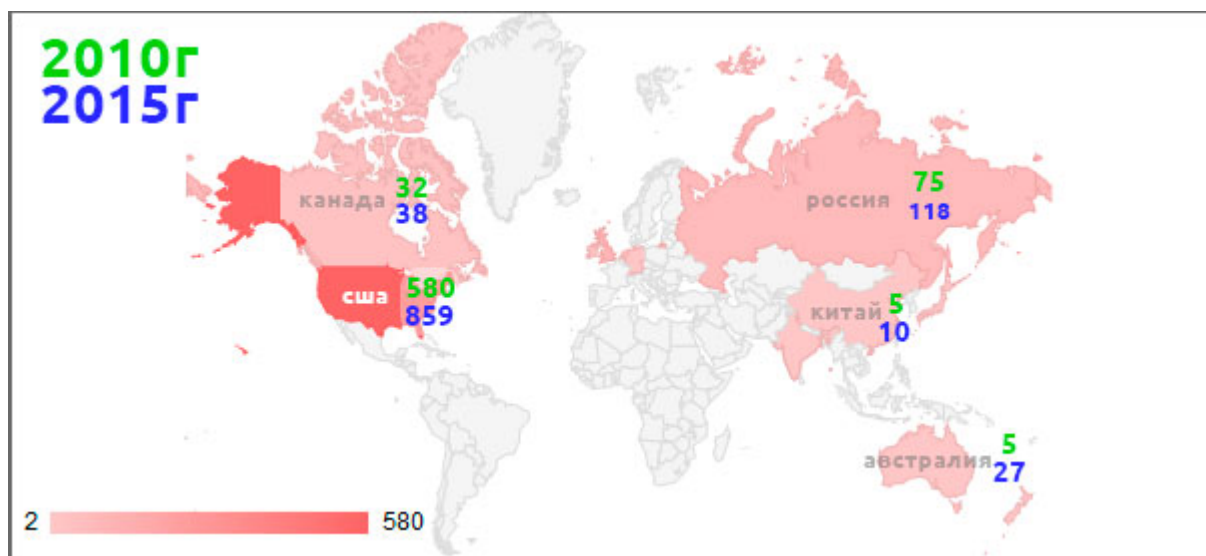 2010г
2015г
канада
32
38
россия
75
118
сша
580
859
китай
5
10
австралия
5
27
2
580